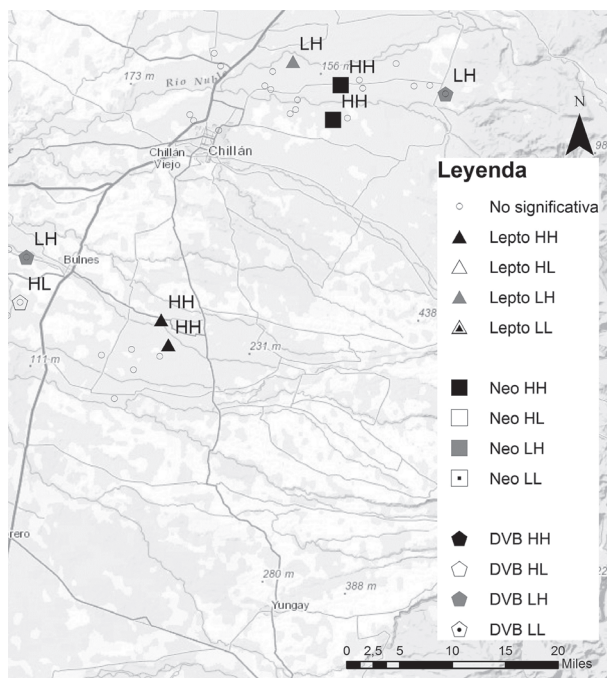 LH
156 m
173 m
Río Ñuble
HH
LH
HH
N
Chillán
Viejo
Chillán
98
Leyenda
No significativa
Lepto HH
Lepto HL
Lepto LH
Lepto LL
LH
Bulnes
HL
HH
HH
438
231 m
111 m
Neo HH
Neo HL
Neo LH
Neo LL
DVB HH
DVB HL
DVB LH
DVB LL
rero
280 m
388 m
Yungay
0 2,5 5 10 15 20
Miles